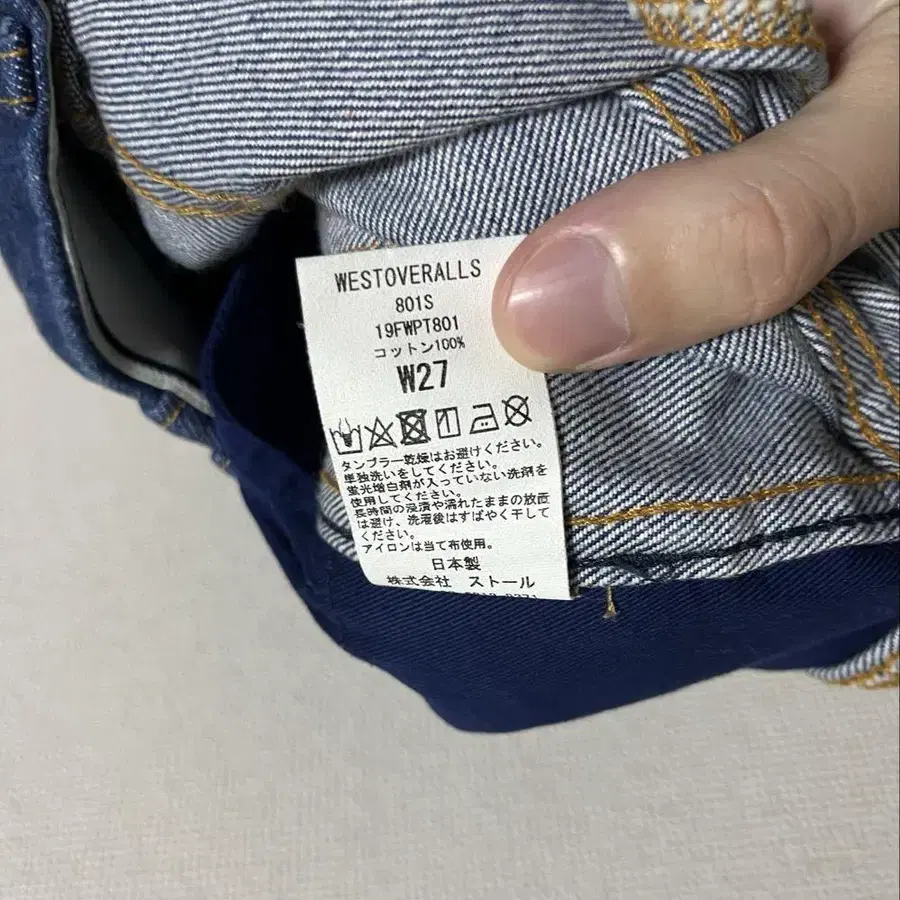 WESTOVERALLS
801S
19FWPT801
コットン100%
W27
タンブラー乾燥はお避けください。
単独洗いをしてください。
蛍光増白剤が入っていない洗剤を
使用してください。
長時間の浸漬や濡れたままの放置
は避け、洗濯後はすばやく干して
ください。
アイロンは当て布使用。
日本製
株式会社 ストール